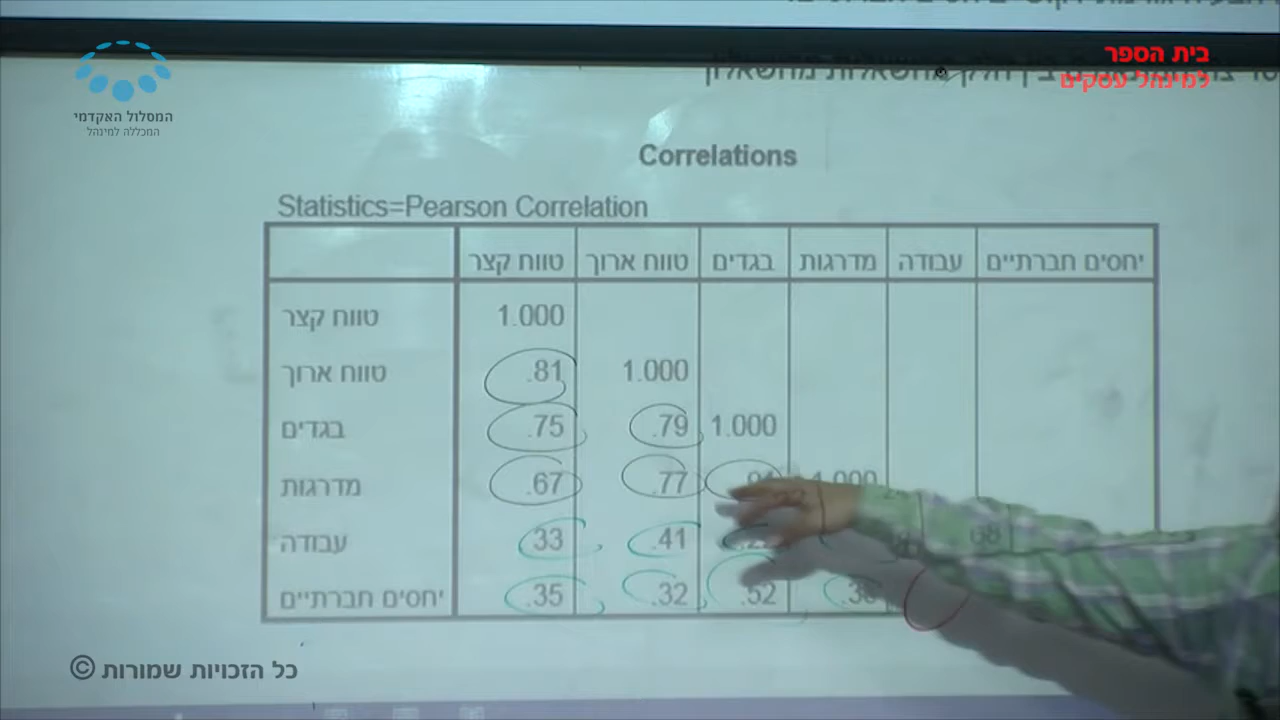 בית הספר
למינהל עסקים
המסלול האקדמי
המכללה למינהל
Correlations
Statistics=Pearson Correlation
טווח קצר טווח ארוך בגדים מדרגות עבודה יחסים חברתיים
טווח קצר 1.000
טווח ארוך .81 1.000
בגדים .75 .79 1.000
מדרגות .67 .77 1.000
עבודה .33 .41
יחסים חברתיים .35 .32 .52
כל הזכויות שמורות ©